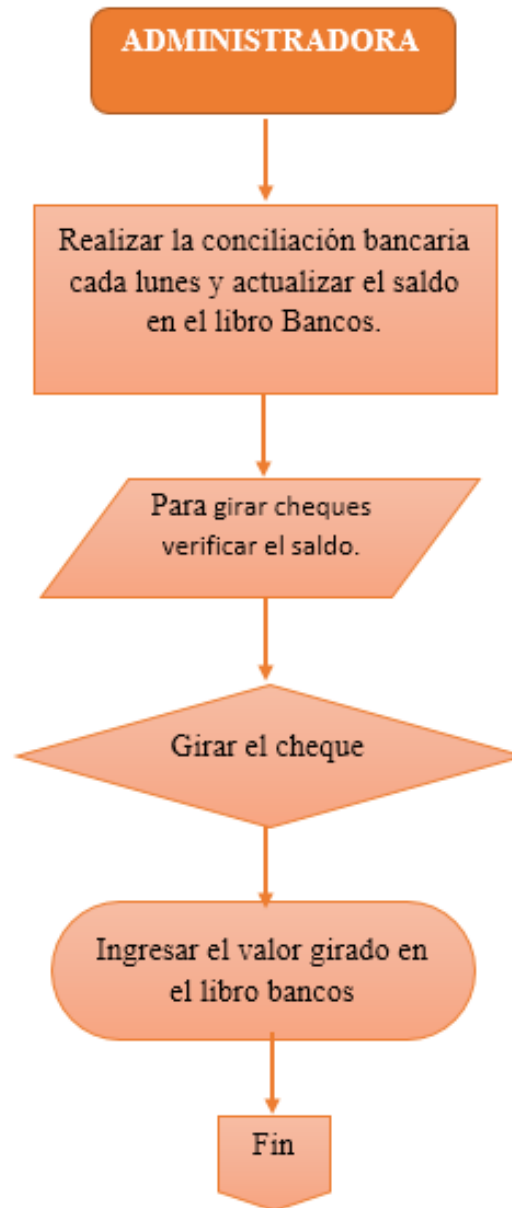 ADMINISTRADORA
Realizar la conciliación bancaria
cada lunes y actualizar el saldo
en el libro Bancos.
Para girar cheques
verificar el saldo.
Girar el cheque
Ingresar el valor girado en
el libro bancos
Fin